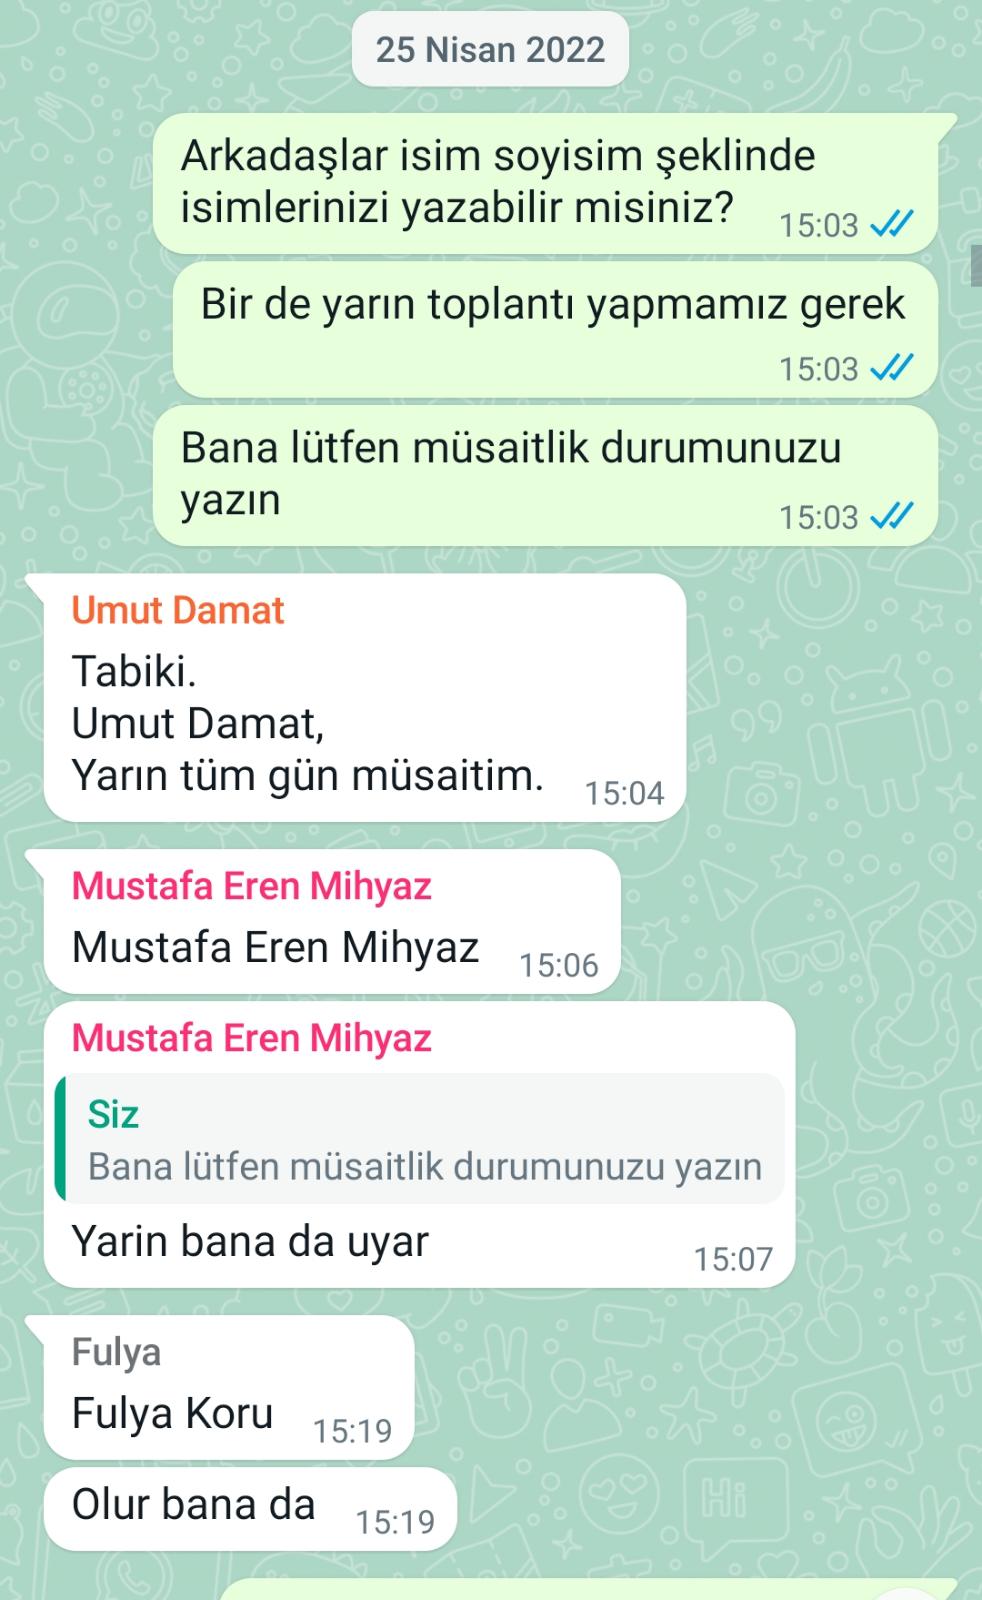 25 Nisan 2022
Arkadaşlar isim soyisim şeklinde
isimlerinizi yazabilir misiniz?
15:03
Bir de yarın toplantı yapmamız gerek
15:03
Bana lütfen müsaitlik durumunuzu
yazın
15:03
Umut Damat
Tabiki.
Umut Damat,
Yarın tüm gün müsaitim.
15:04
Mustafa Eren Mihyaz
Mustafa Eren Mihyaz
15:06
Mustafa Eren Mihyaz
Siz
Bana lütfen müsaitlik durumunuzu yazın
Yarin bana da uyar
15:07
Fulya
Fulya Koru
15:19
Olur bana da
15:19
Hi